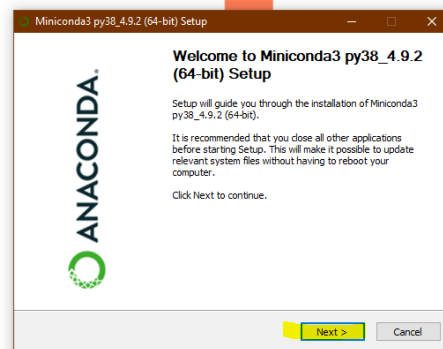 Miniconda3 py38_4.9.2 (64-bit) Setup
Welcome to Miniconda3 py38_4.9.2
(64-bit) Setup
Setup will guide you through the installation of Miniconda3
py38_4.9.2 (64-bit).
It is recommended that you close all other applications
before starting Setup. This will make it possible to update
relevant system files without having to reboot your
computer.
Click Next to continue.
ANACONDA.
Next >
Cancel